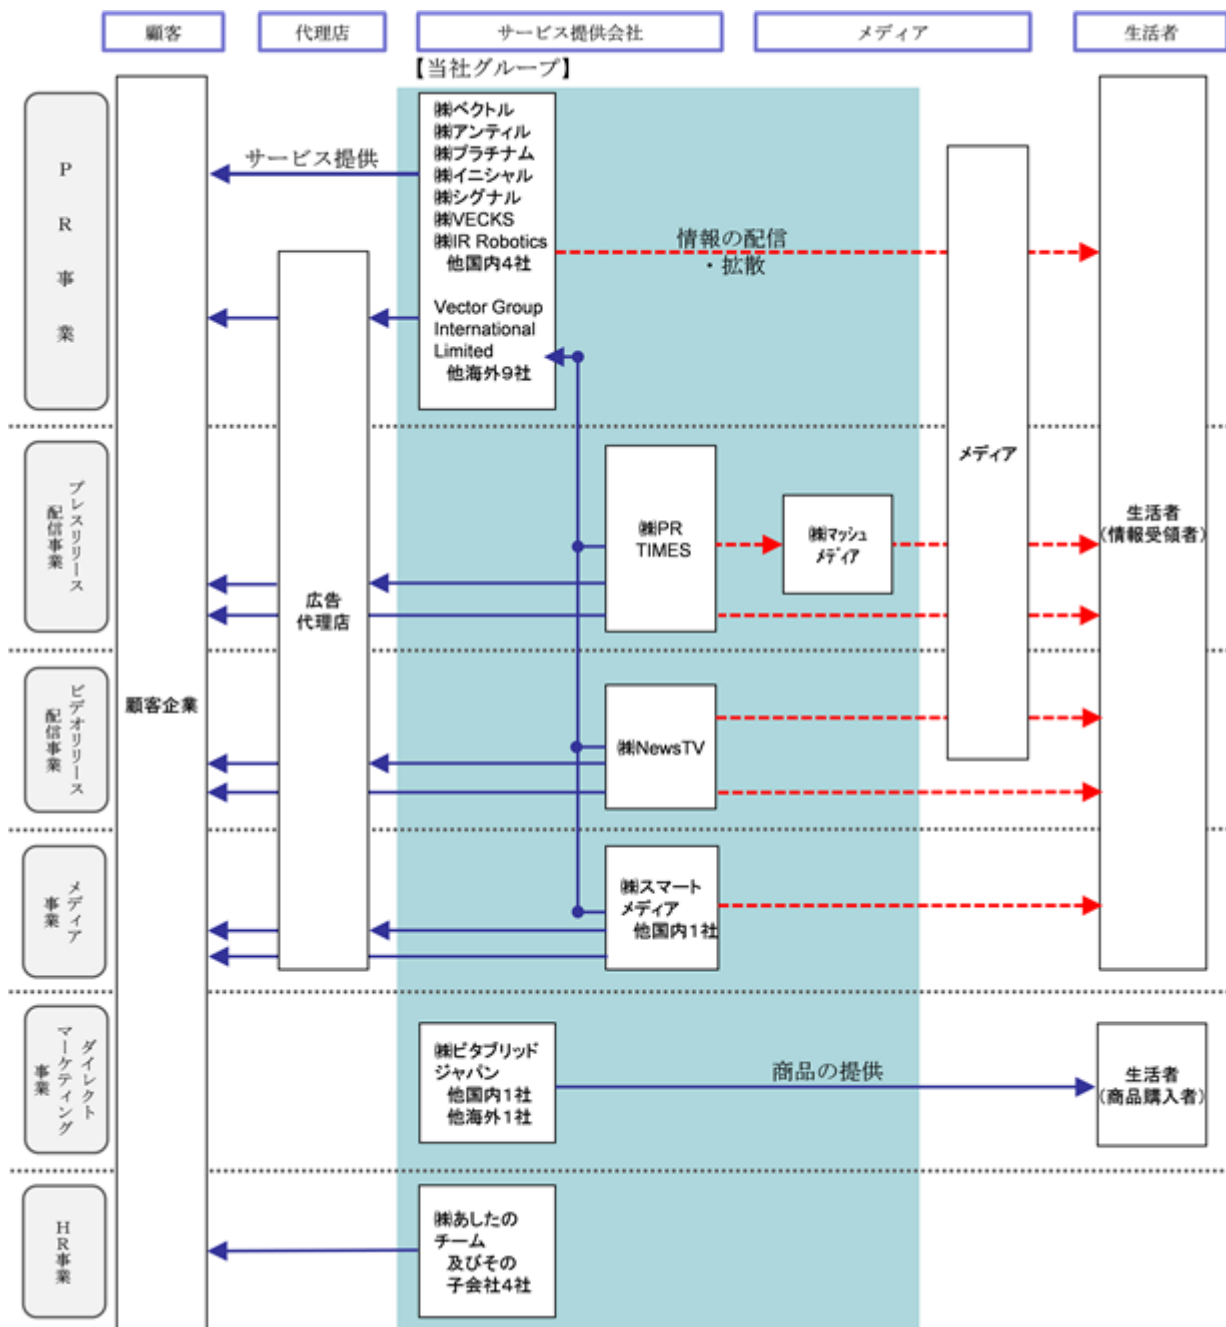 顧客
代理店
サービス提供会社
メディア
生活者
【当社グループ】
PR事業
㈱ベクトル
㈱アンティル
㈱プラチナム
㈱イニシャル
㈱シグナル
㈱VECKS
㈱IR Robotics
他国内4社
Vector Group
International
Limited
他海外9社
サービス提供
情報の配信
・拡散
プレスリリース
配信事業
㈱PR
TIMES
㈱マッシュ
メディア
メディア
生活者
(情報受領者)
広告
代理店
顧客企業
ビデオリリース
配信事業
㈱NewsTV
メディア
事業
㈱スマート
メディア
他国内1社
ダイレクト
マーケティング
事業
㈱ビタブリッド
ジャパン
他国内1社
他海外1社
商品の提供
生活者
(商品購入者)
HR事業
㈱あしたの
チーム
及びその
子会社4社